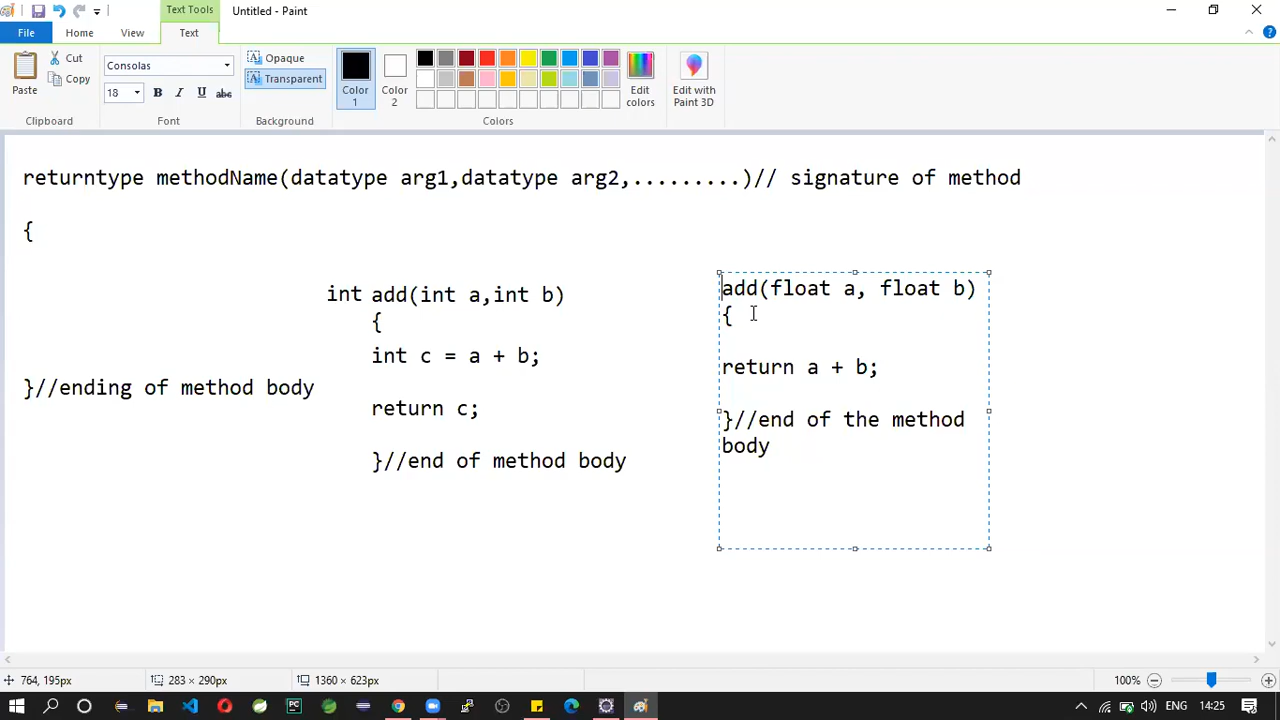 Text Tools
Untitled - Paint
File
Home
View
Text
Paste
Cut
Copy
Consolas
18
B
I
U
abc
Opaque
Transparent
Color
1
Color
2
Edit
colors
Edit with
Paint 3D
Clipboard
Font
Background
Colors
returntype methodName(datatype arg1,datatype arg2,.........)// signature of method
{
int add(int a,int b)
{
int c = a + b;
}//ending of method body
return c;
}//end of method body
add(float a, float b)
{
return a + b;
}//end of the method
body
764, 195px
283 × 290px
1360 × 623px
100%
ENG
14:25